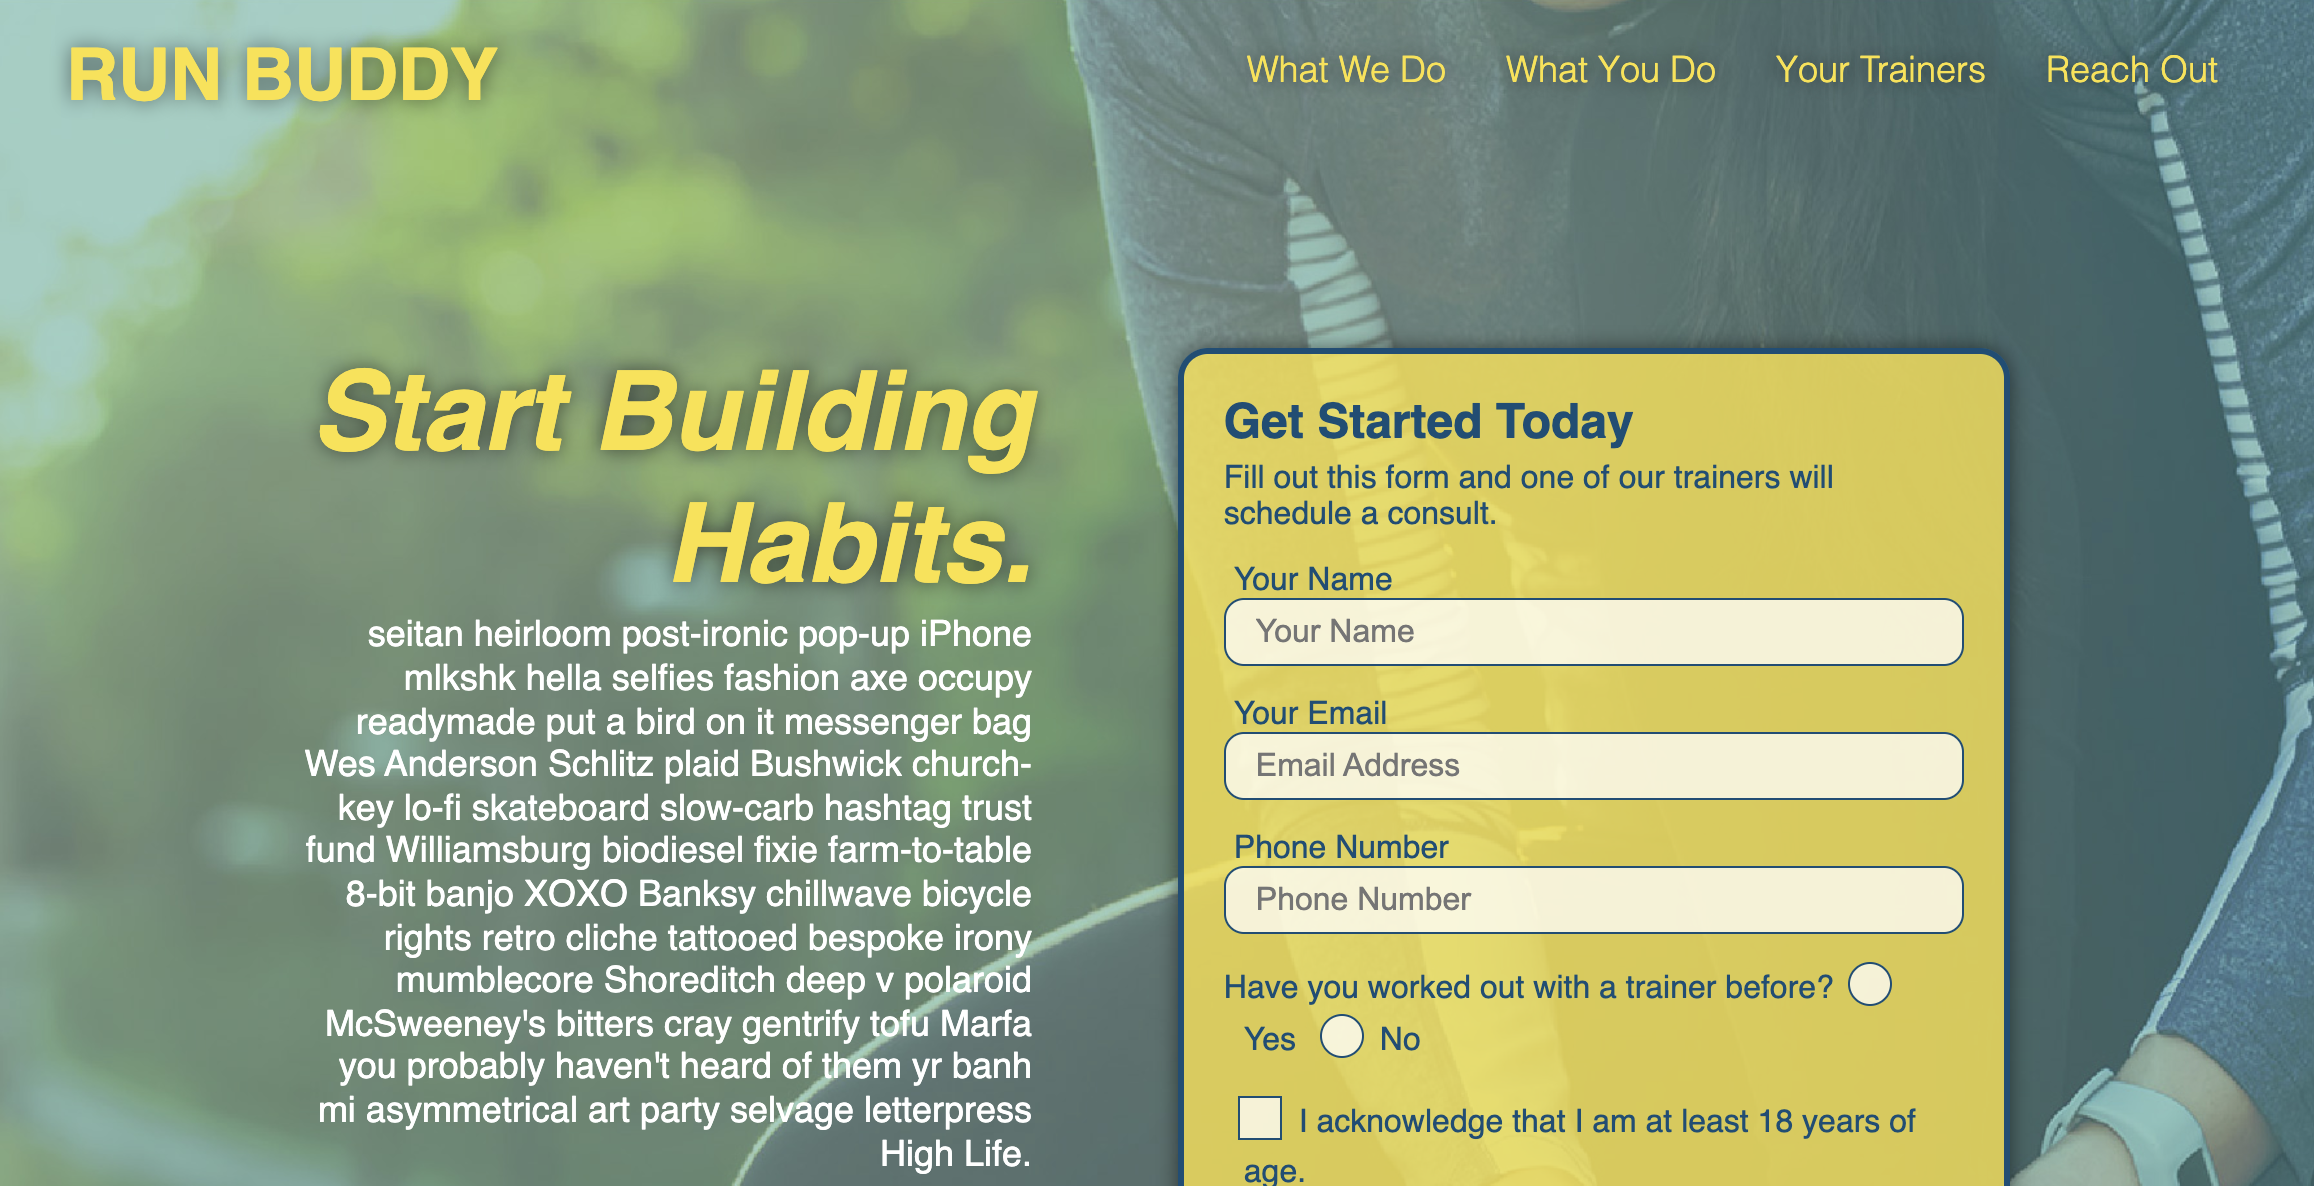 RUN BUDDY
What We Do
What You Do
Your Trainers
Reach Out
Start Building
Habits.
seitan heirloom post-ironic pop-up iPhone
mlkshk hella selfies fashion axe occupy
readymade put a bird on it messenger bag
Wes Anderson Schlitz plaid Bushwick church-
key lo-fi skateboard slow-carb hashtag trust
fund Williamsburg biodiesel fixie farm-to-table
8-bit banjo XOXO Banksy chillwave bicycle
rights retro cliche tattooed bespoke irony
mumblecore Shoreditch deep v polaroid
McSweeney's bitters cray gentrify tofu Marfa
you probably haven't heard of them yr banh
mi asymmetrical art party selvage letterpress
High Life.
Get Started Today
Fill out this form and one of our trainers will
schedule a consult.
Your Name
Your Name
Your Email
Email Address
Phone Number
Phone Number
Have you worked out with a trainer before?
Yes No
I acknowledge that I am at least 18 years of
age.